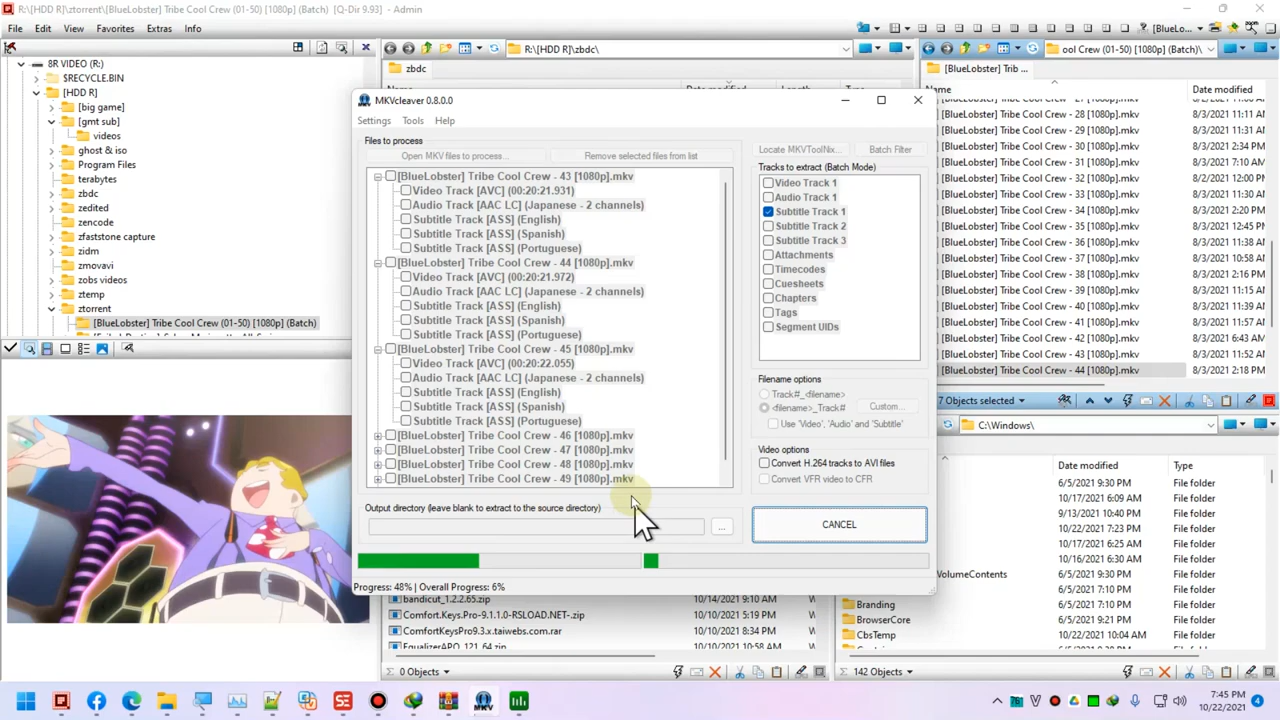 R:\[HDD R]\ztorrent\[BlueLobster] Tribe Cool Crew (01-50) [1080p] (Batch) [Q-Dir 9.93] - Admin
File Edit View Favorites Extras Info
[BlueLo...
8R VIDEO (R:)
$RECYCLE.BIN
[HDD R]
[big game]
[gmt sub]
videos
ghost & iso
Program Files
terabytes
zbdc
zedited
zencode
zfaststone capture
zidm
zmovavi
zobs videos
ztemp
ztorrent
[BlueLobster] Tribe Cool Crew (01-50) [1080p] (Batch)
R:\[HDD R]\zbdc\
zbdc
MKVcleaver 0.8.0.0
Settings Tools Help
Files to process
Open MKV files to process...
Remove selected files from list
[BlueLobster] Tribe Cool Crew - 43 [1080p].mkv
Video Track [AVC] (00:20:21.931)
Audio Track [AAC LC] (Japanese - 2 channels)
Subtitle Track [ASS] (English)
Subtitle Track [ASS] (Spanish)
Subtitle Track [ASS] (Portuguese)
[BlueLobster] Tribe Cool Crew - 44 [1080p].mkv
Video Track [AVC] (00:20:21.972)
Audio Track [AAC LC] (Japanese - 2 channels)
Subtitle Track [ASS] (English)
Subtitle Track [ASS] (Spanish)
Subtitle Track [ASS] (Portuguese)
[BlueLobster] Tribe Cool Crew - 45 [1080p].mkv
Video Track [AVC] (00:20:22.055)
Audio Track [AAC LC] (Japanese - 2 channels)
Subtitle Track [ASS] (English)
Subtitle Track [ASS] (Spanish)
Subtitle Track [ASS] (Portuguese)
[BlueLobster] Tribe Cool Crew - 46 [1080p].mkv
[BlueLobster] Tribe Cool Crew - 47 [1080p].mkv
[BlueLobster] Tribe Cool Crew - 48 [1080p].mkv
[BlueLobster] Tribe Cool Crew - 49 [1080p].mkv
Output directory (leave blank to extract to the source directory)
...
Progress: 48% | Overall Progress: 6%
Locate MKVToolNix... Batch Filter
Tracks to extract (Batch Mode)
Video Track 1
Audio Track 1
Subtitle Track 1
Subtitle Track 2
Subtitle Track 3
Attachments
Timecodes
Cuesheets
Chapters
Tags
Segment UIDs
Filename options
Track#_<filename>
<filename>_Track#
Custom...
Use 'Video', 'Audio' and 'Subtitle'
Video options
Convert H.264 tracks to AVI files
Convert VFR video to CFR
CANCEL
bandicut_1.2.2.65.zip 10/14/2021 9:10 AM
Comfort.Keys.Pro-9.1.1.0-RSLOAD.NET-.zip 10/10/2021 5:19 PM
ComfortKeysPro9.3.x.taiwebs.com.rar 10/10/2021 8:34 PM
EqualizerAPO_121_64.zip 10/10/2021 10:58 AM
0 Objects
ool Crew (01-50) [1080p] (Batch)\
[BlueLobster] Trib ...
Name Date modified
[BlueLobster] Tribe Cool Crew - 28 [1080p].mkv 8/3/2021 11:11 A
[BlueLobster] Tribe Cool Crew - 29 [1080p].mkv 8/3/2021 11:31 A
[BlueLobster] Tribe Cool Crew - 30 [1080p].mkv 8/3/2021 2:34 PM
[BlueLobster] Tribe Cool Crew - 31 [1080p].mkv 8/3/2021 7:10 AM
[BlueLobster] Tribe Cool Crew - 32 [1080p].mkv 8/3/2021 12:00 P
[BlueLobster] Tribe Cool Crew - 33 [1080p].mkv 8/3/2021 12:18 P
[BlueLobster] Tribe Cool Crew - 34 [1080p].mkv 8/3/2021 2:20 PM
[BlueLobster] Tribe Cool Crew - 35 [1080p].mkv 8/3/2021 11:36 A
[BlueLobster] Tribe Cool Crew - 36 [1080p].mkv 8/3/2021 11:38 A
[BlueLobster] Tribe Cool Crew - 37 [1080p].mkv 8/3/2021 10:58 A
[BlueLobster] Tribe Cool Crew - 38 [1080p].mkv 8/3/2021 2:16 PM
[BlueLobster] Tribe Cool Crew - 39 [1080p].mkv 8/3/2021 11:15 A
[BlueLobster] Tribe Cool Crew - 40 [1080p].mkv 8/3/2021 11:39 A
[BlueLobster] Tribe Cool Crew - 41 [1080p].mkv 8/3/2021 11:57 A
[BlueLobster] Tribe Cool Crew - 42 [1080p].mkv 8/3/2021 6:43 AM
[BlueLobster] Tribe Cool Crew - 43 [1080p].mkv 8/3/2021 11:52 A
[BlueLobster] Tribe Cool Crew - 44 [1080p].mkv 8/3/2021 2:18 PM
7 Objects selected
C:\Windows\
Date modified Type
6/5/2021 9:30 PM File folder
10/17/2021 6:09 AM File folder
9/13/2021 10:40 PM File folder
10/22/2021 7:23 PM File folder
10/17/2021 6:25 AM File folder
10/16/2021 6:30 AM File folder
olumeContents 6/5/2021 9:30 PM File folder
6/5/2021 7:10 PM File folder
Branding 6/5/2021 7:10 PM File folder
BrowserCore 6/5/2021 9:21 PM File folder
CbsTemp 10/22/2021 10:04 AM File folder
142 Objects
7:45 PM
10/22/2021